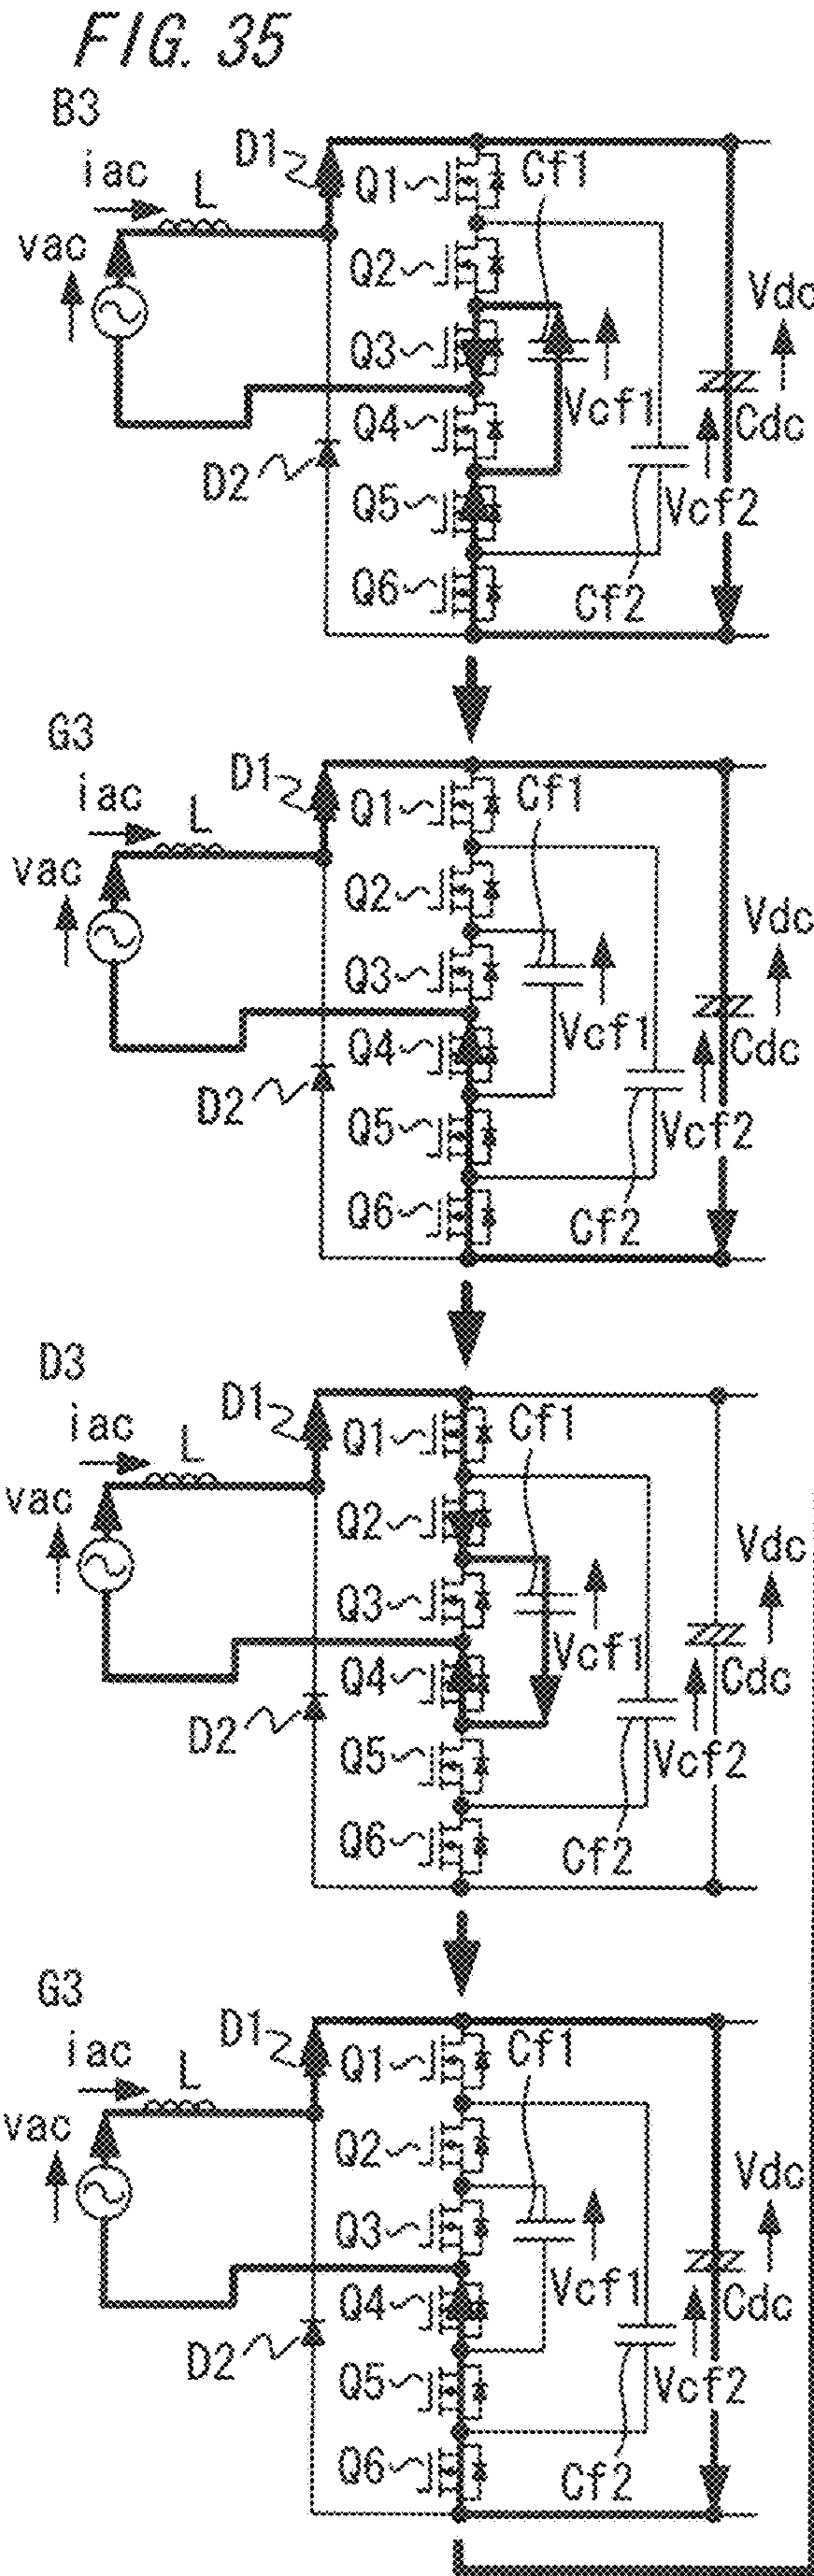 FIG. 35
B3
D1
Q1
Cf1
iac
L
vac
Q2
Vdc
Q3
Vcf1
Q4
Cdc
D2
Q5
Vcf2
Q6
Cf2
G3
D1
Q1
Cf1
iac
L
vac
Q2
Vdc
Q3
Vcf1
Q4
Cdc
D2
Q5
Vcf2
Q6
Cf2
D3
D1
Q1
Cf1
iac
L
vac
Q2
Vdc
Q3
Vcf1
Q4
Cdc
D2
Q5
Vcf2
Q6
Cf2
G3
D1
Q1
Cf1
iac
L
vac
Q2
Vdc
Q3
Vcf1
Q4
Cdc
D2
Q5
Vcf2
Q6
Cf2